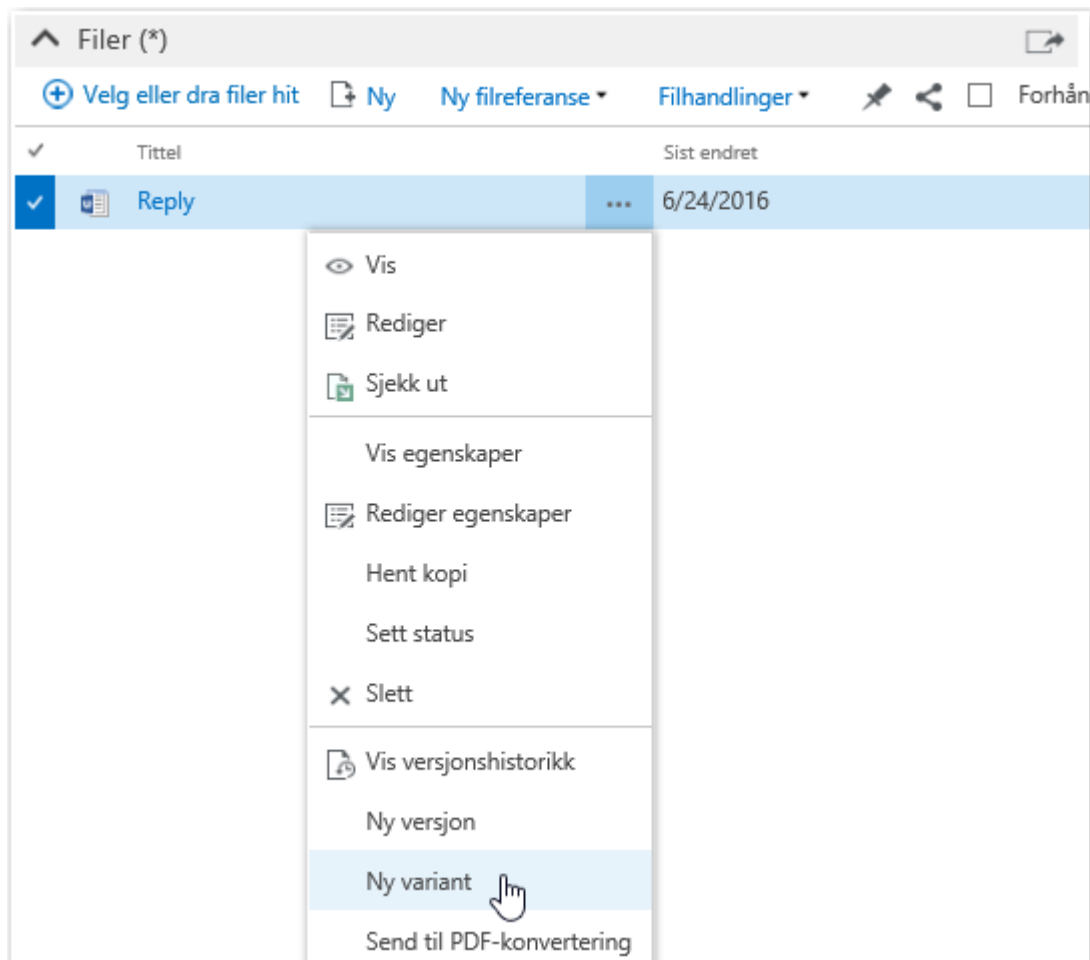 Filer (*)
Velg eller dra filer hit Ny Ny filreferanse Filhandlinger Forhån
Tittel Sist endret
Reply ... 6/24/2016
Vis
Rediger
Sjekk ut
Vis egenskaper
Rediger egenskaper
Hent kopi
Sett status
Slett
Vis versjonshistorikk
Ny versjon
Ny variant
Send til PDF-konvertering